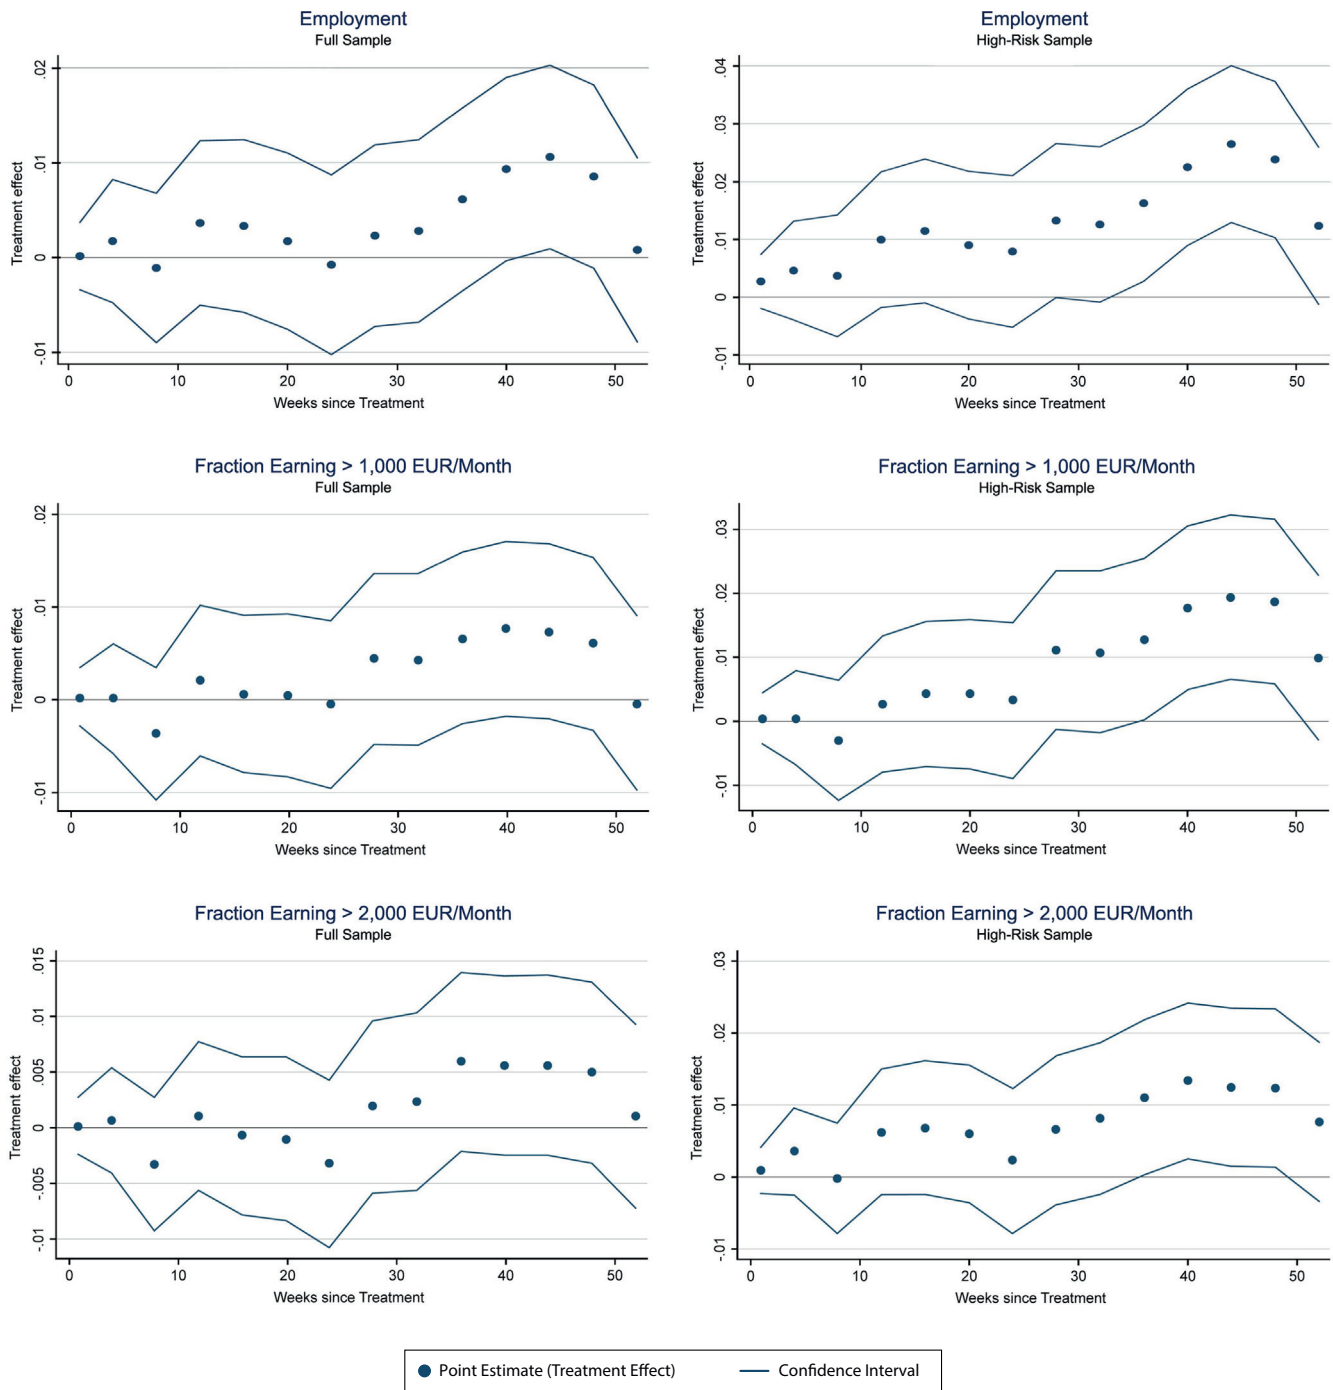 Employment
Full Sample
.02
.01
0
-.01
Treatment effect
0 10 20 30 40 50
Weeks since Treatment
Employment
High-Risk Sample
.04
.03
.02
.01
0
-.01
Treatment effect
0 10 20 30 40 50
Weeks since Treatment
Fraction Earning > 1,000 EUR/Month
Full Sample
.02
.01
0
-.01
Treatment effect
0 10 20 30 40 50
Weeks since Treatment
Fraction Earning > 1,000 EUR/Month
High-Risk Sample
.03
.02
.01
0
-.01
Treatment effect
0 10 20 30 40 50
Weeks since Treatment
Fraction Earning > 2,000 EUR/Month
Full Sample
.015
.01
.005
0
-.005
-.01
Treatment effect
0 10 20 30 40 50
Weeks since Treatment
Fraction Earning > 2,000 EUR/Month
High-Risk Sample
.03
.02
.01
0
-.01
Treatment effect
0 10 20 30 40 50
Weeks since Treatment
Point Estimate (Treatment Effect) Confidence Interval